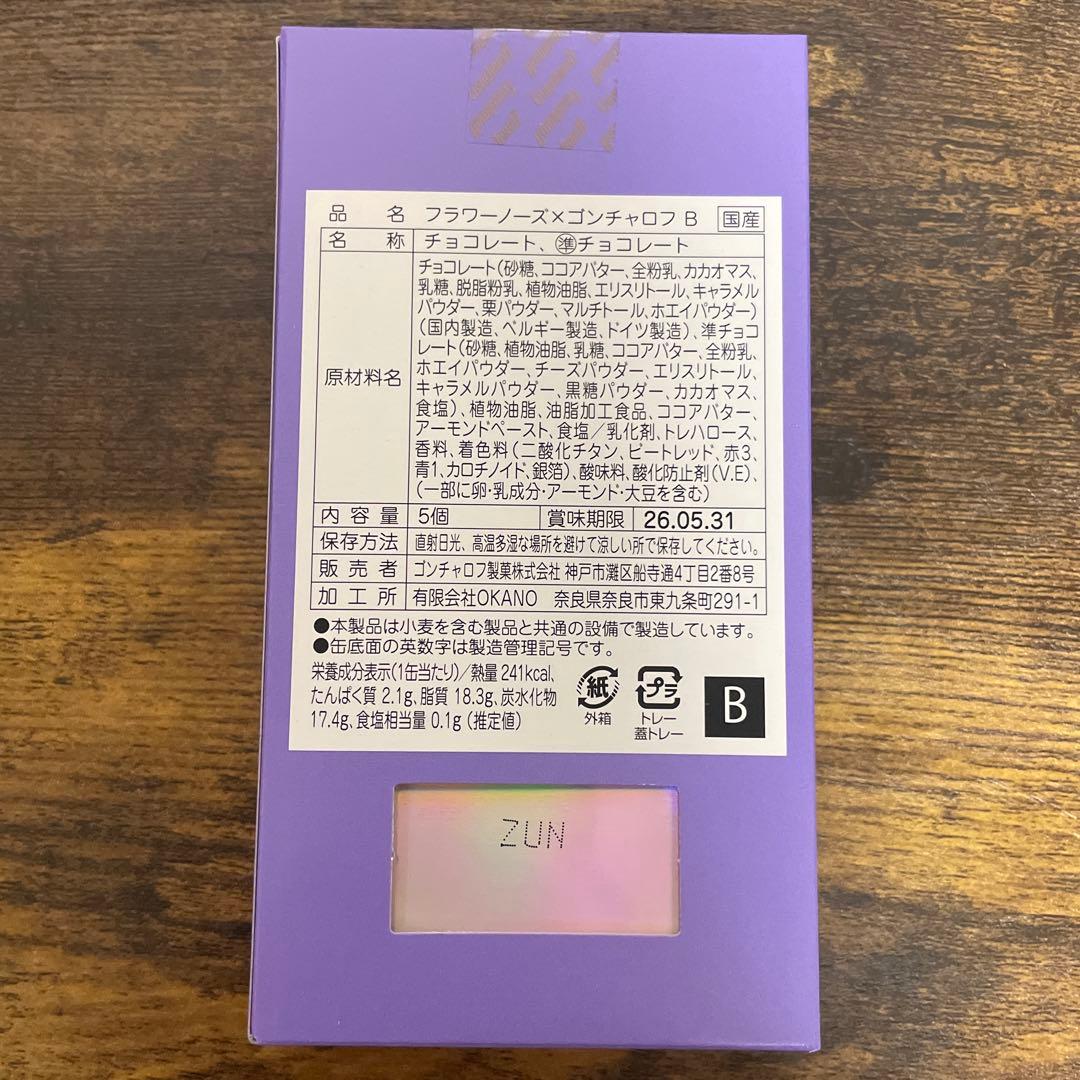 品名 フラワーノーズ×ゴンチャロフ B 国産
名称 チョコレート、準チョコレート
原材料名
チョコレート(砂糖、ココアバター、全粉乳、カカオマス、
乳糖、脱脂粉乳、植物油脂、エリスリトール、キャラメル
パウダー、栗パウダー、マルチトール、ホエイパウダー)
(国内製造、ベルギー製造、ドイツ製造)、準チョコ
レート(砂糖、植物油脂、乳糖、ココアバター、全粉乳、
ホエイパウダー、チーズパウダー、エリスリトール、
キャラメルパウダー、黒糖パウダー、カカオマス、
食塩)、植物油脂、油脂加工食品、ココアバター、
アーモンドペースト、食塩/乳化剤、トレハロース、
香料、着色料(二酸化チタン、ビートレッド、赤3、
青1、カロチノイド、銀箔)、酸味料、酸化防止剤(V.E)、
(一部に卵・乳成分・アーモンド・大豆を含む)
内容量 5個 賞味期限 26.05.31
保存方法 直射日光、高温多湿な場所を避けて涼しい所で保存してください。
販売者 ゴンチャロフ製菓株式会社 神戸市灘区船寺通4丁目2番8号
加工所 有限会社OKANO 奈良県奈良市東九条町291-1
●本製品は小麦を含む製品と共通の設備で製造しています。
●缶底面の英数字は製造管理記号です。
栄養成分表示(1缶当たり)/熱量 241kcal、
たんぱく質 2.1g、脂質 18.3g、炭水化物
17.4g、食塩相当量 0.1g (推定値)
紙
外箱
プラ
トレー
蓋トレー
B
ZUN